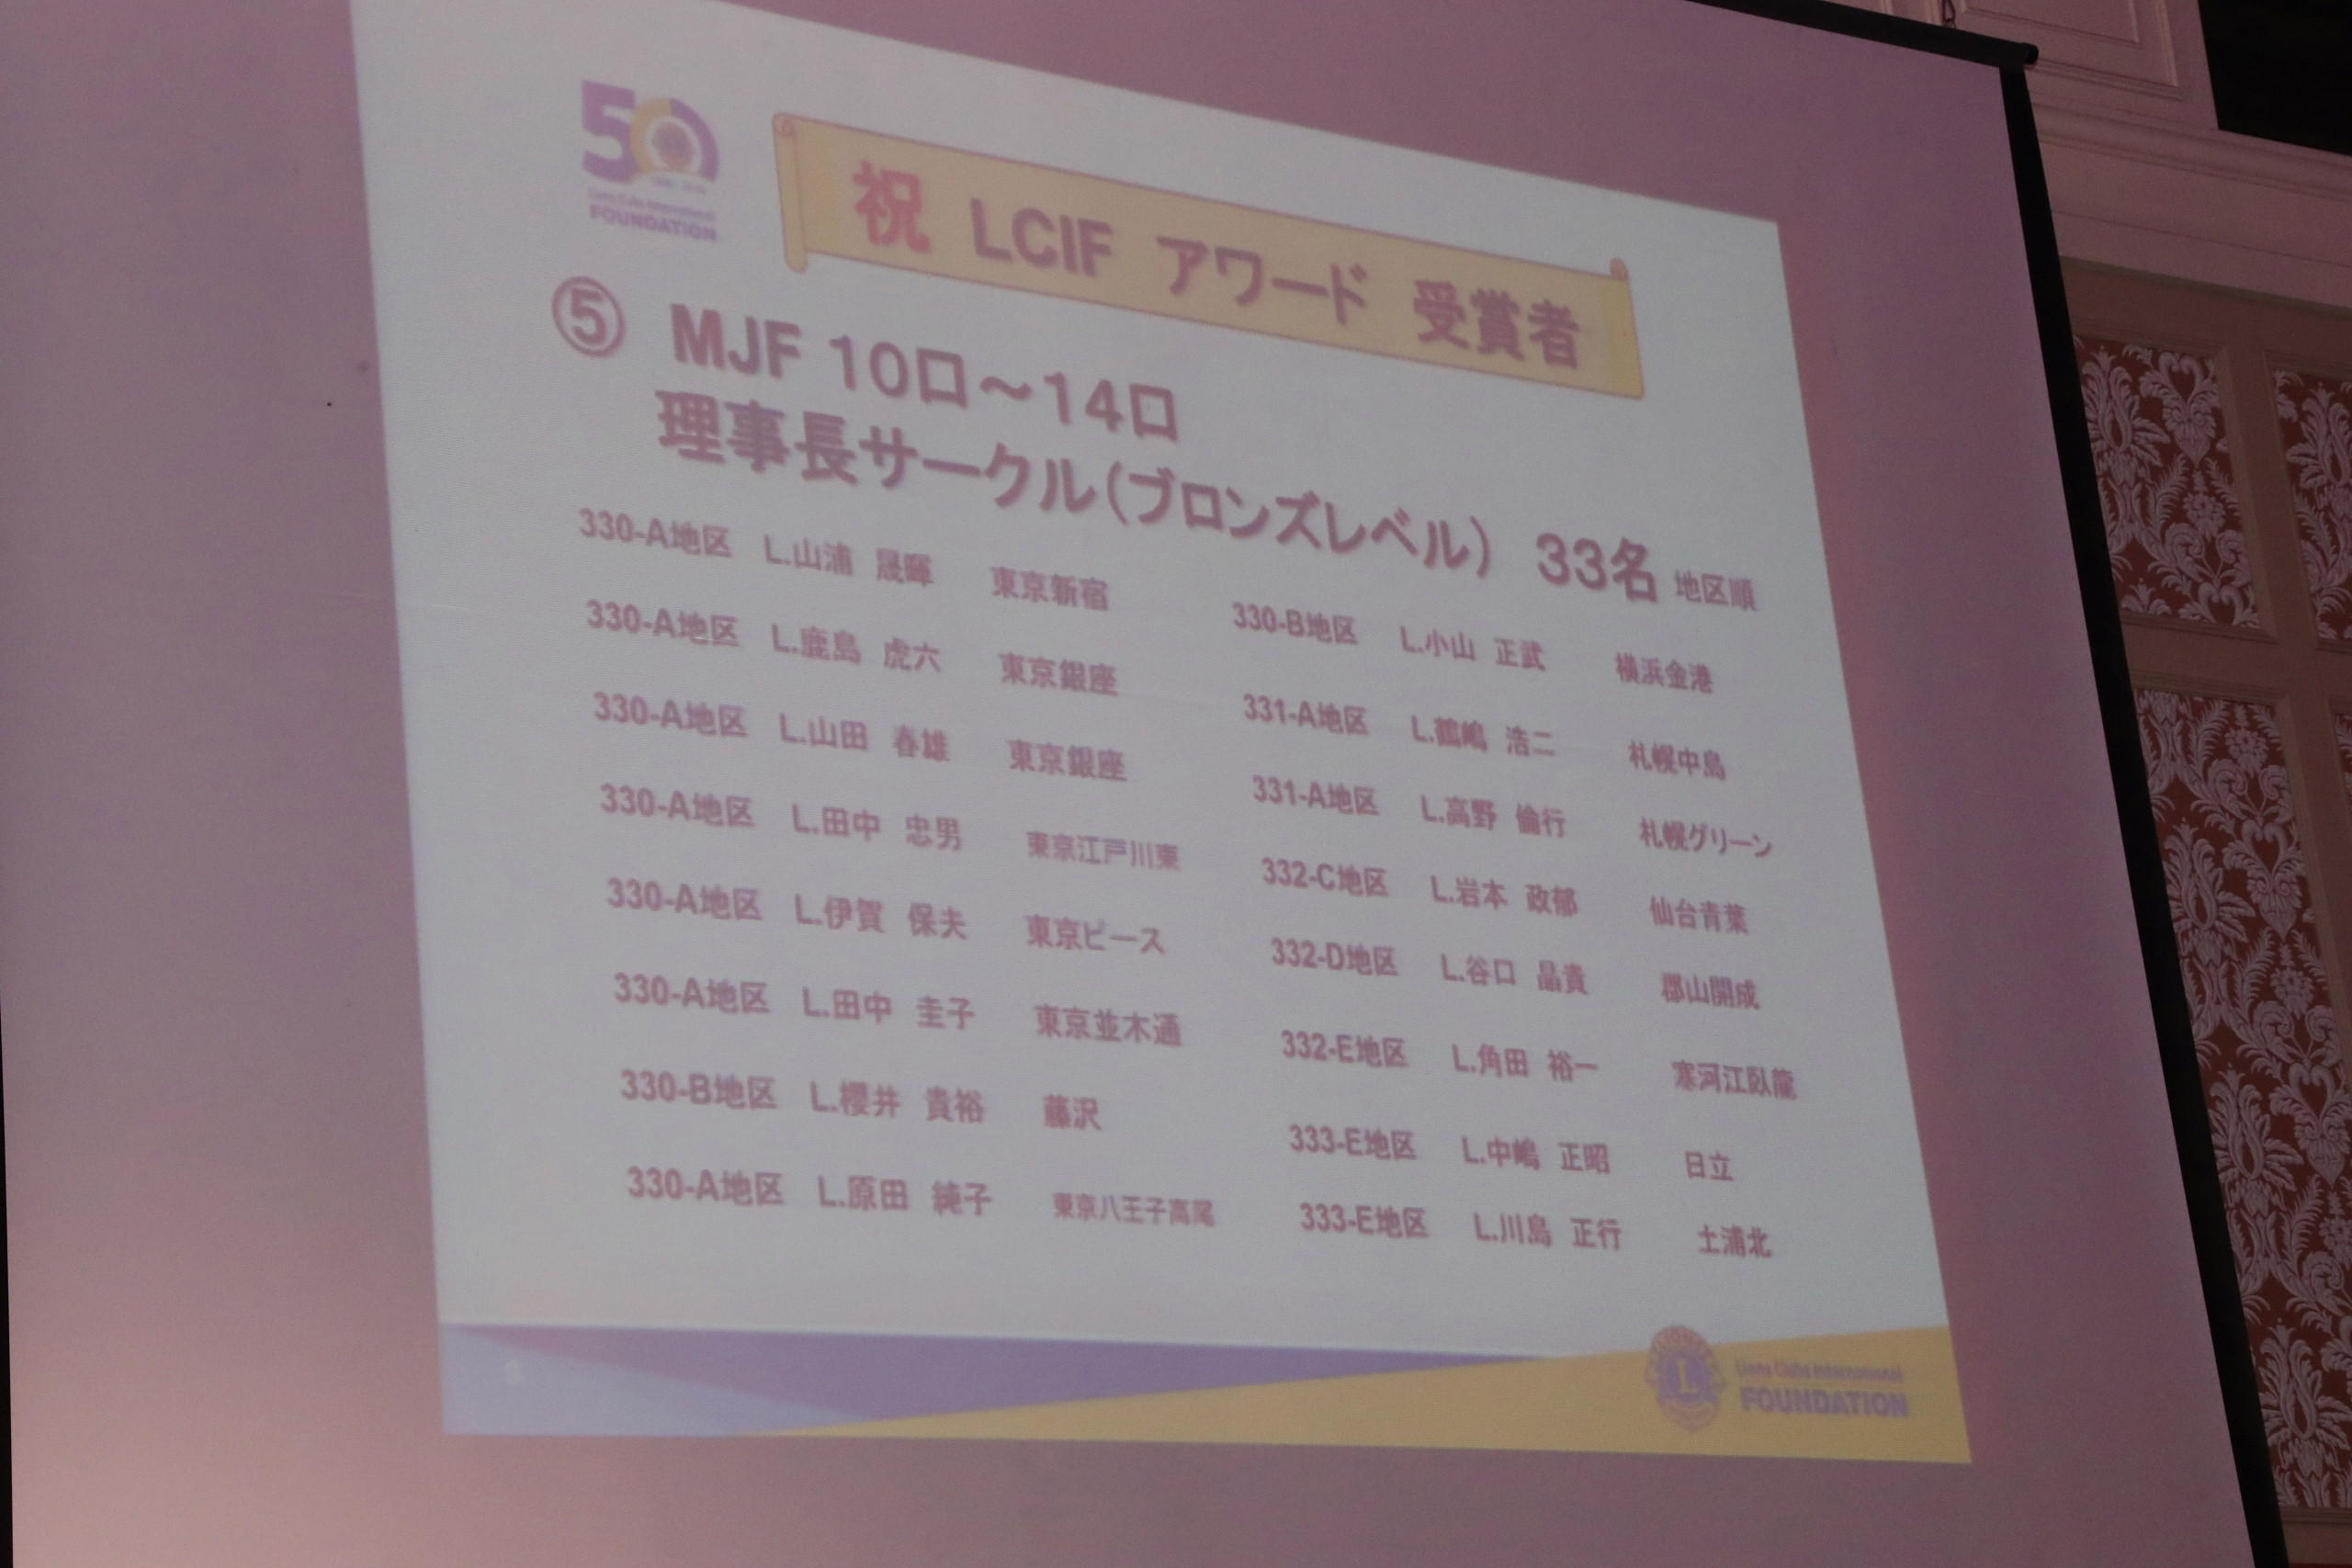 50
Lions Clubs International
FOUNDATION
祝 LCIF アワード 受賞者
⑤ MJF 10口～14口
理事長サークル（ブロンズレベル） 33名 地区順
330-A地区 L.山浦 晟暉 東京新宿
330-A地区 L.鹿島 虎六 東京銀座
330-A地区 L.山田 春雄 東京銀座
330-A地区 L.田中 忠男 東京江戸川東
330-A地区 L.伊賀 保夫 東京ピース
330-A地区 L.田中 圭子 東京並木通
330-B地区 L.櫻井 貴裕 藤沢
330-A地区 L.原田 純子 東京八王子高尾
330-B地区 L.小山 正武 横浜金港
331-A地区 L.鶴嶋 浩二 札幌中島
331-A地区 L.高野 倫行 札幌グリーン
332-C地区 L.岩本 政郁 仙台青葉
332-D地区 L.谷口 晶貴 郡山開成
332-E地区 L.角田 裕一 寒河江臥龍
333-E地区 L.中嶋 正昭 日立
333-E地区 L.川島 正行 土浦北
L
Lions Clubs International
FOUNDATION